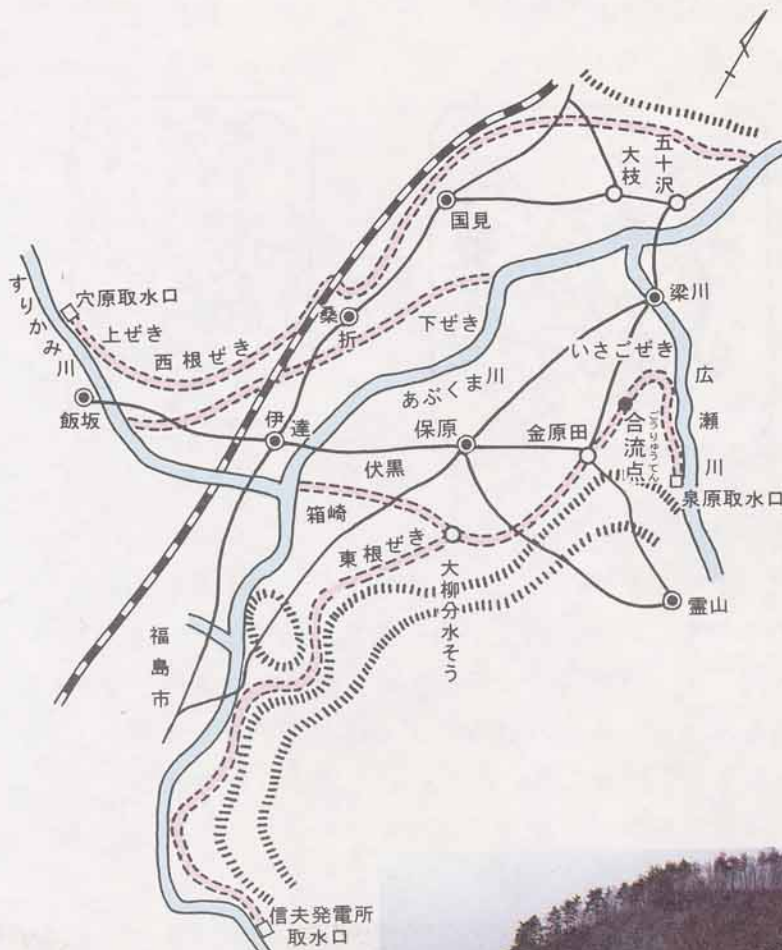 五十沢
大枝
国見
すりかみ川
穴原取水口
上ぜき
西根ぜき
桑折
下ぜき
梁川
いさごぜき
広瀬川
あぶくま川
飯坂
伊達
保原
金原田
合流点
ごうりゅうてん
伏黒
泉原取水口
箱崎
東根ぜき
大柳分水そう
霊山
福島市
信夫発電所
取水口